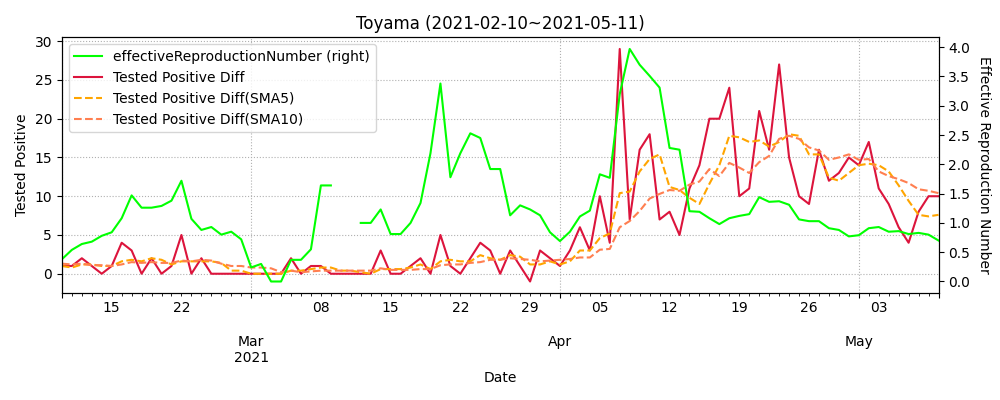 Toyama (2021-02-10~2021-05-11)
effectiveReproductionNumber (right)
Tested Positive Diff
Tested Positive Diff(SMA5)
Tested Positive Diff(SMA10)
Tested Positive
30
25
20
15
10
5
0
4.0
3.5
3.0
2.5
2.0
1.5
1.0
0.5
0.0
Effective Reproduction Number
15 22 08 15 22 29 05 12 19 26 03
Mar Apr May
2021
Date